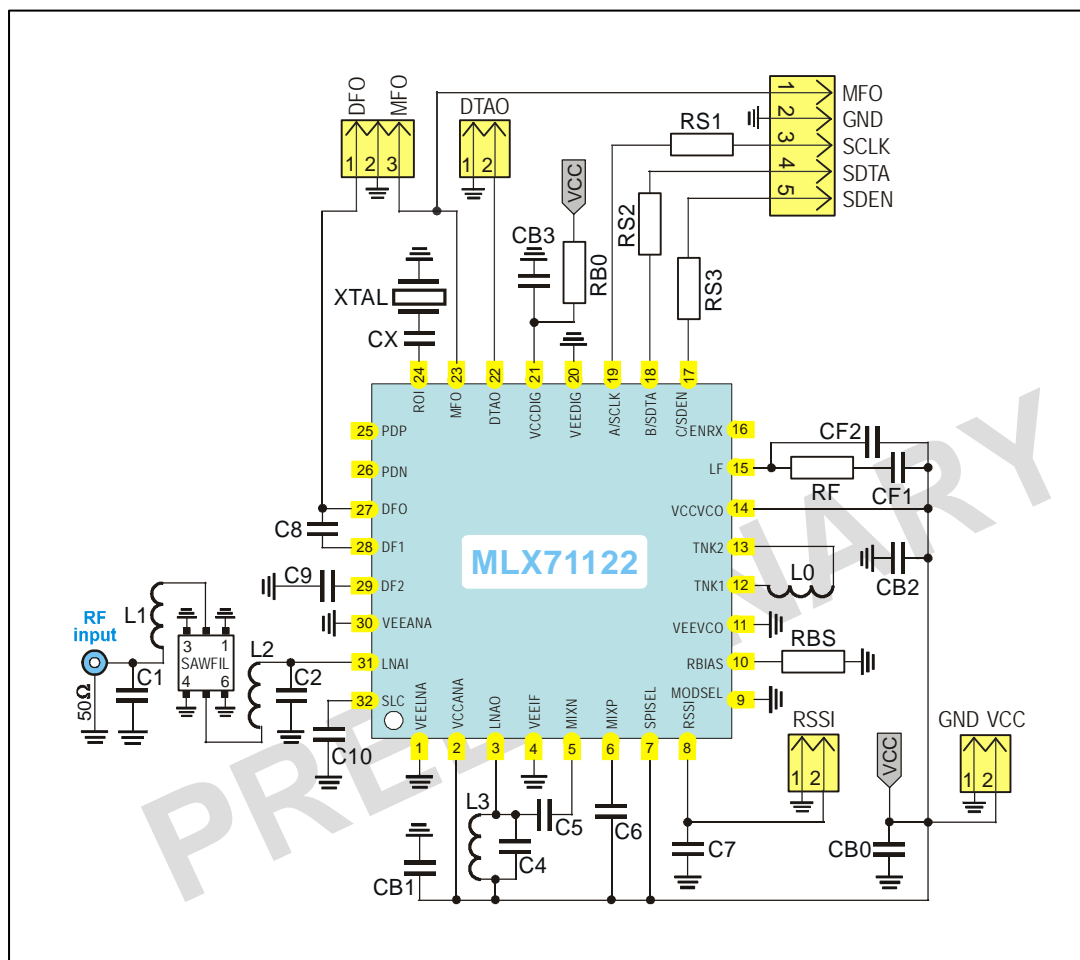 DFO
MFO
DTAO
1 2 3
1 2
1 MFO
2 GND
3 SCLK
4 SDTA
5 SDEN
RS1
VCC
CB3
RS2
RB0
RS3
XTAL
CX
24 23 22 21 20 19 18 17
ROI MFO DTAO VCCDIG VEEDIG A/SCLK B/SDTA C/SDEN
25 PDP
ENRX 16
26 PDN
LF 15
CF2
RF
CF1
27 DFO
VCCVCO 14
C8
28 DF1
TNK2 13
MLX71122
C9
29 DF2
TNK1 12
L0
CB2
30 VEEANA
VEEVCO 11
RF
input
50Ω
L1
C1
3 1
SAWFIL
4 6
L2
C2
31 LNAI
RBIAS 10
RBS
32 SLC
MODSEL 9
C10
VEELNA VCCANA LNAO VEEIF MIXN MIXP SPISEL RSSI
1 2 3 4 5 6 7 8
RSSI
1 2
VCC
GND VCC
1 2
L3
C4
C5
C6
C7
CB0
CB1
PRELIMINARY